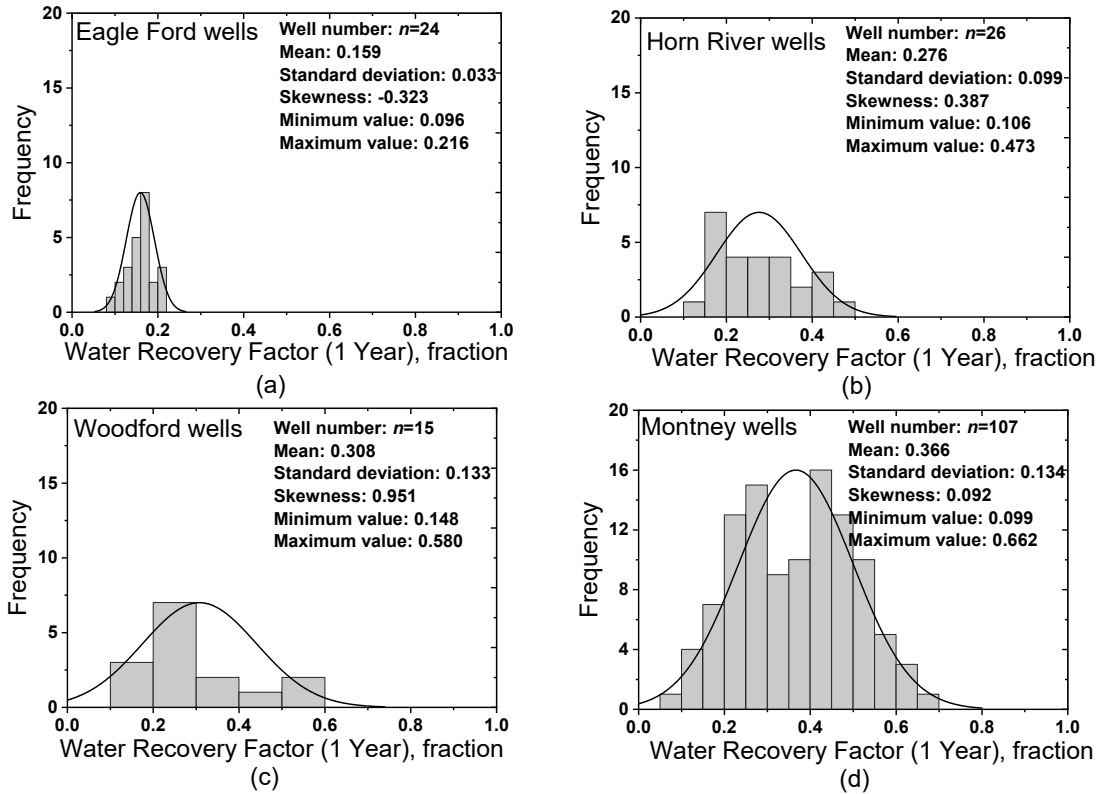 Eagle Ford wells
Well number: n=24
Mean: 0.159
Standard deviation: 0.033
Skewness: -0.323
Minimum value: 0.096
Maximum value: 0.216
Frequency
20
15
10
5
0
0.0 0.2 0.4 0.6 0.8 1.0
Water Recovery Factor (1 Year), fraction
(a)
Horn River wells
Well number: n=26
Mean: 0.276
Standard deviation: 0.099
Skewness: 0.387
Minimum value: 0.106
Maximum value: 0.473
Frequency
20
15
10
5
0
0.0 0.2 0.4 0.6 0.8 1.0
Water Recovery Factor (1 Year), fraction
(b)
Woodford wells
Well number: n=15
Mean: 0.308
Standard deviation: 0.133
Skewness: 0.951
Minimum value: 0.148
Maximum value: 0.580
Frequency
20
15
10
5
0
0.0 0.2 0.4 0.6 0.8 1.0
Water Recovery Factor (1 Year), fraction
(c)
Montney wells
Well number: n=107
Mean: 0.366
Standard deviation: 0.134
Skewness: 0.092
Minimum value: 0.099
Maximum value: 0.662
Frequency
20
16
12
8
4
0
0.0 0.2 0.4 0.6 0.8 1.0
Water Recovery Factor (1 Year), fraction
(d)